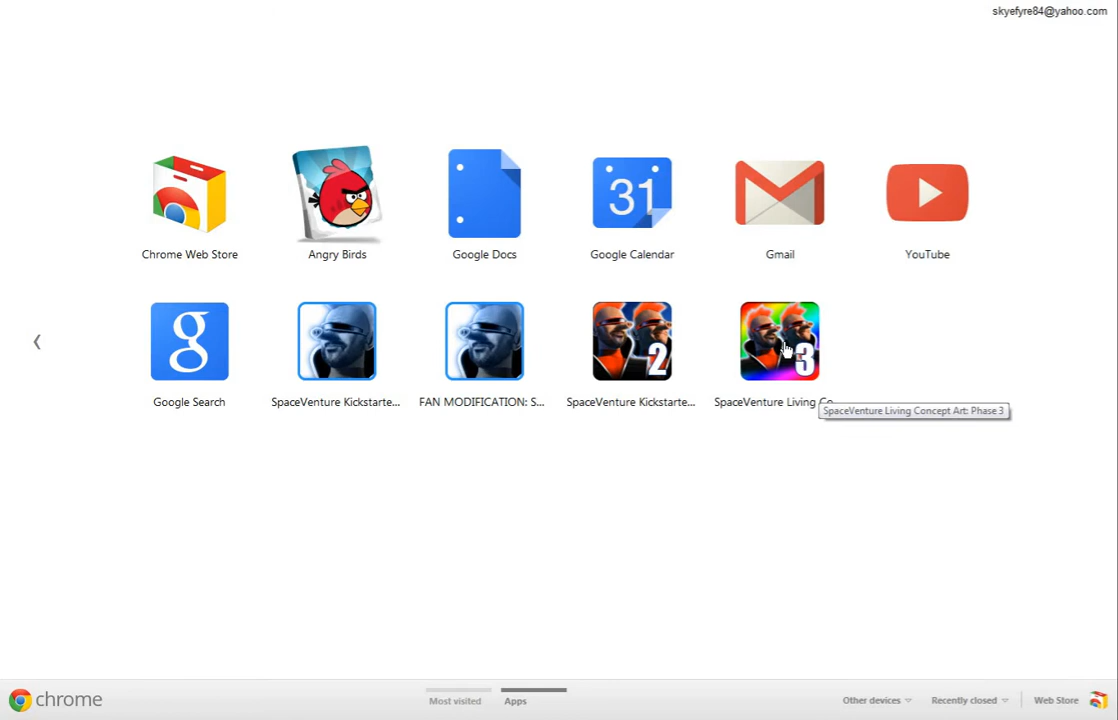 skyefyre84@yahoo.com
31
Chrome Web Store
Angry Birds
Google Docs
Google Calendar
Gmail
YouTube
g
2
3
Google Search
SpaceVenture Kickstarte...
FAN MODIFICATION: S...
SpaceVenture Kickstarte...
SpaceVenture Living Co
SpaceVenture Living Concept Art: Phase 3
chrome
Most visited
Apps
Other devices
Recently closed
Web Store